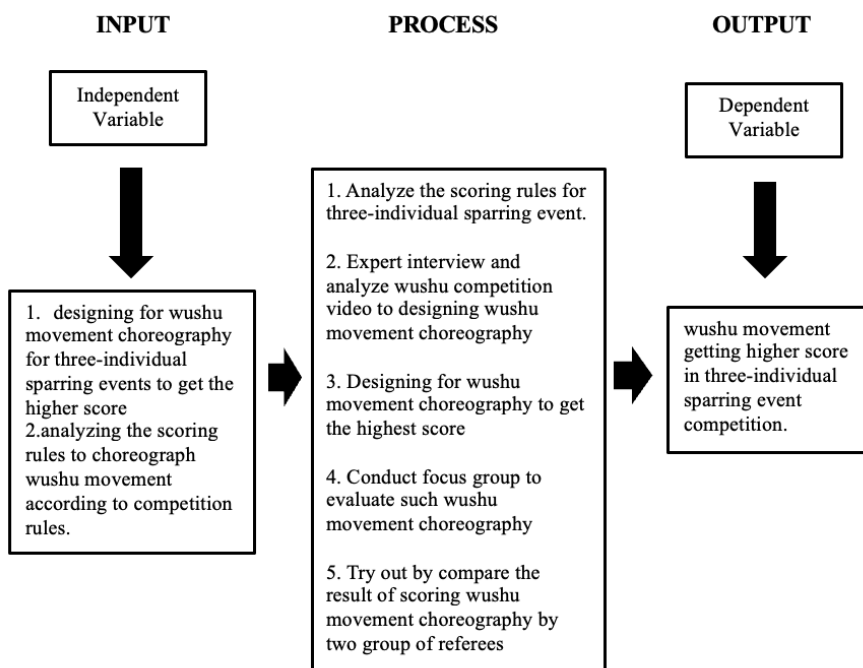 INPUT
Independent
Variable
1. designing for wushu
movement choreography
for three-individual
sparring events to get the
higher score
2.analyzing the scoring
rules to choreograph
wushu movement
according to competition
rules.
PROCESS
1. Analyze the scoring rules for
three-individual sparring event.
2. Expert interview and
analyze wushu competition
video to designing wushu
movement choreography
3. Designing for wushu
movement choreography to get
the highest score
4. Conduct focus group to
evaluate such wushu
movement choreography
5. Try out by compare the
result of scoring wushu
movement choreography by
two group of referees
OUTPUT
Dependent
Variable
wushu movement
getting higher score
in three-individual
sparring event
competition.